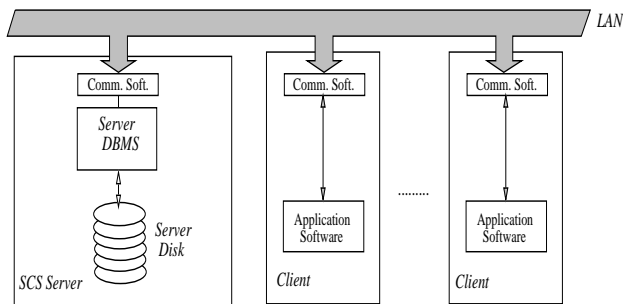 LAN
Comm. Soft.
Comm. Soft.
Comm. Soft.
Server
DBMS
Server
Disk
SCS Server
.........
Application
Software
Client
Application
Software
Client